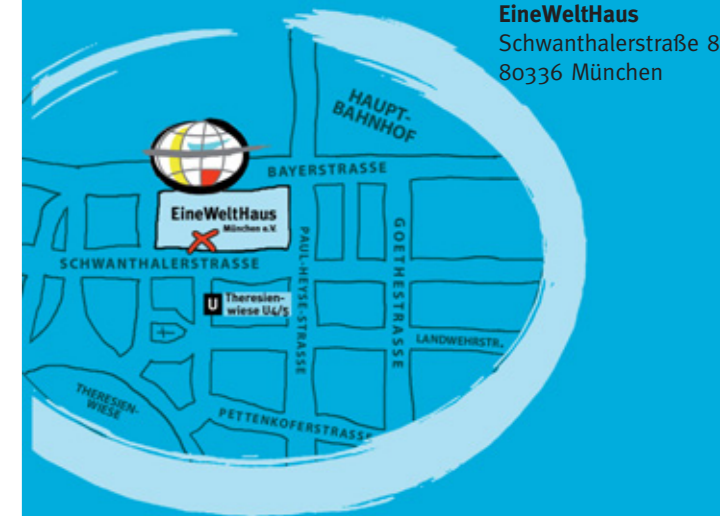 EineWeltHaus
Schwanthalerstraße 8
80336 München
HAUPT-
BAHNHOF
BAYERSTRASSE
EineWeltHaus
München e.V.
SCHWANTHALERSTRASSE
PAUL-HEYSE-STRASSE
GOETHESTRASSE
U Theresien-
wiese U4/5
LANDWEHRSTR.
THERESIEN-
WIESE
PETTENKOFERSTRASSE